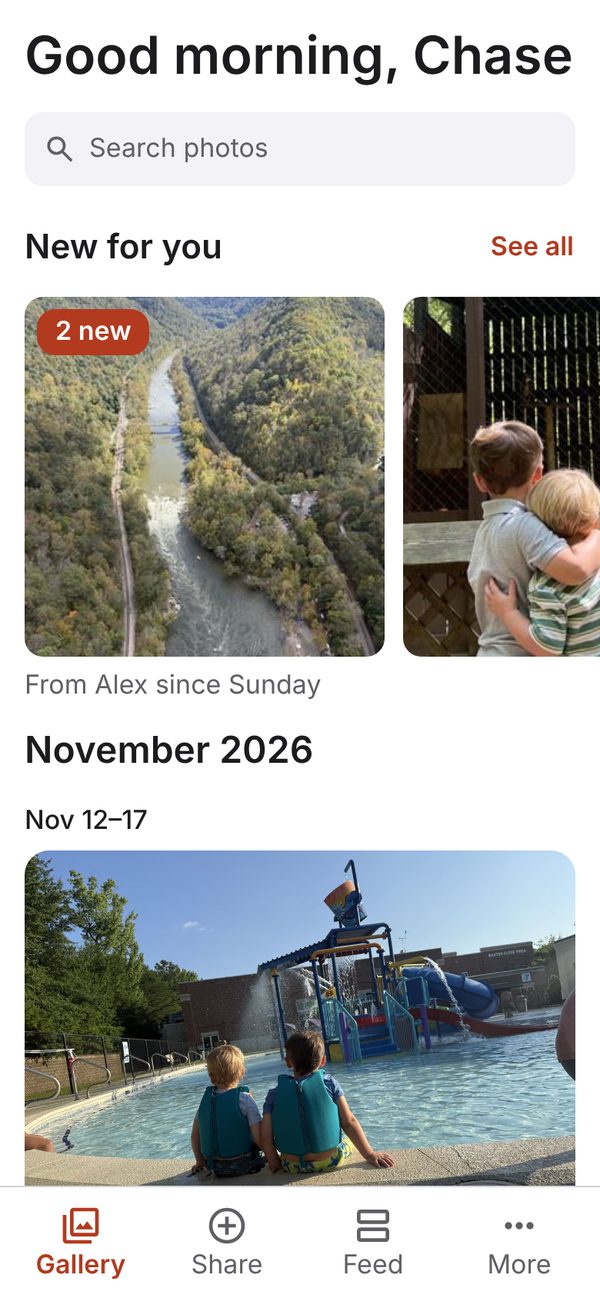 Good morning, Chase
Search photos
New for you
See all
2 new
From Alex since Sunday
November 2026
Nov 12–17
Gallery
Share
Feed
More